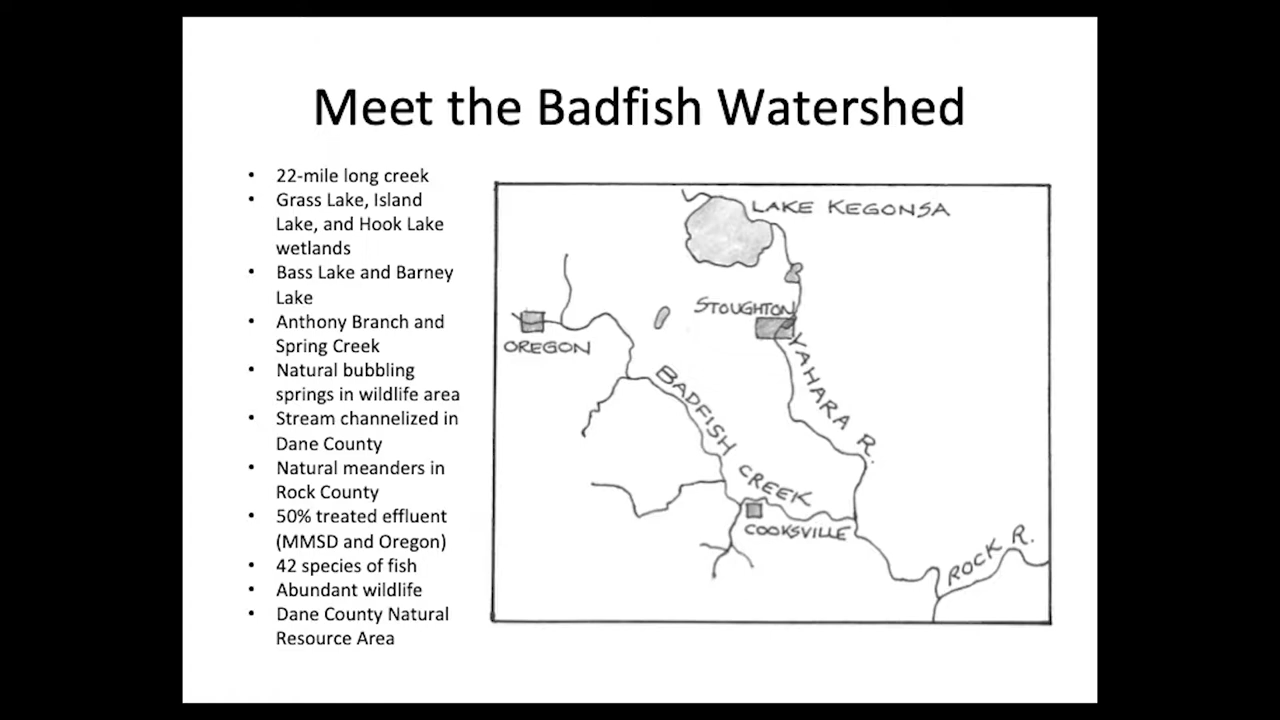 Meet the Badfish Watershed
• 22-mile long creek
• Grass Lake, Island
Lake, and Hook Lake
wetlands
• Bass Lake and Barney
Lake
• Anthony Branch and
Spring Creek
• Natural bubbling
springs in wildlife area
• Stream channelized in
Dane County
• Natural meanders in
Rock County
• 50% treated effluent
(MMSD and Oregon)
• 42 species of fish
• Abundant wildlife
• Dane County Natural
Resource Area
LAKE KEGONSA
STOUGHTON
OREGON
YAHARA R.
BADFISH CREEK
COOKSVILLE
ROCK R.